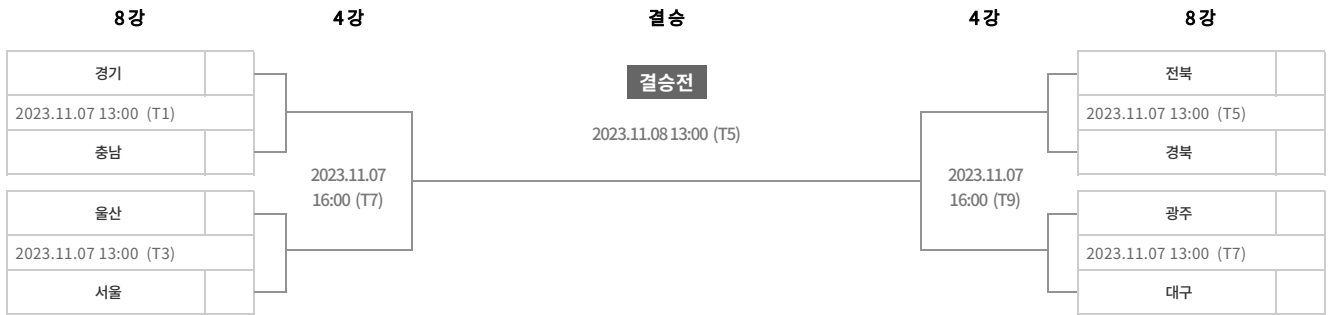 8강 4강 결승 4강 8강
경기
2023.11.07 13:00 (T1)
충남
울산
2023.11.07 13:00 (T3)
서울
2023.11.07
16:00 (T7)
결승전
2023.11.08 13:00 (T5)
2023.11.07
16:00 (T9)
전북
2023.11.07 13:00 (T5)
경북
광주
2023.11.07 13:00 (T7)
대구